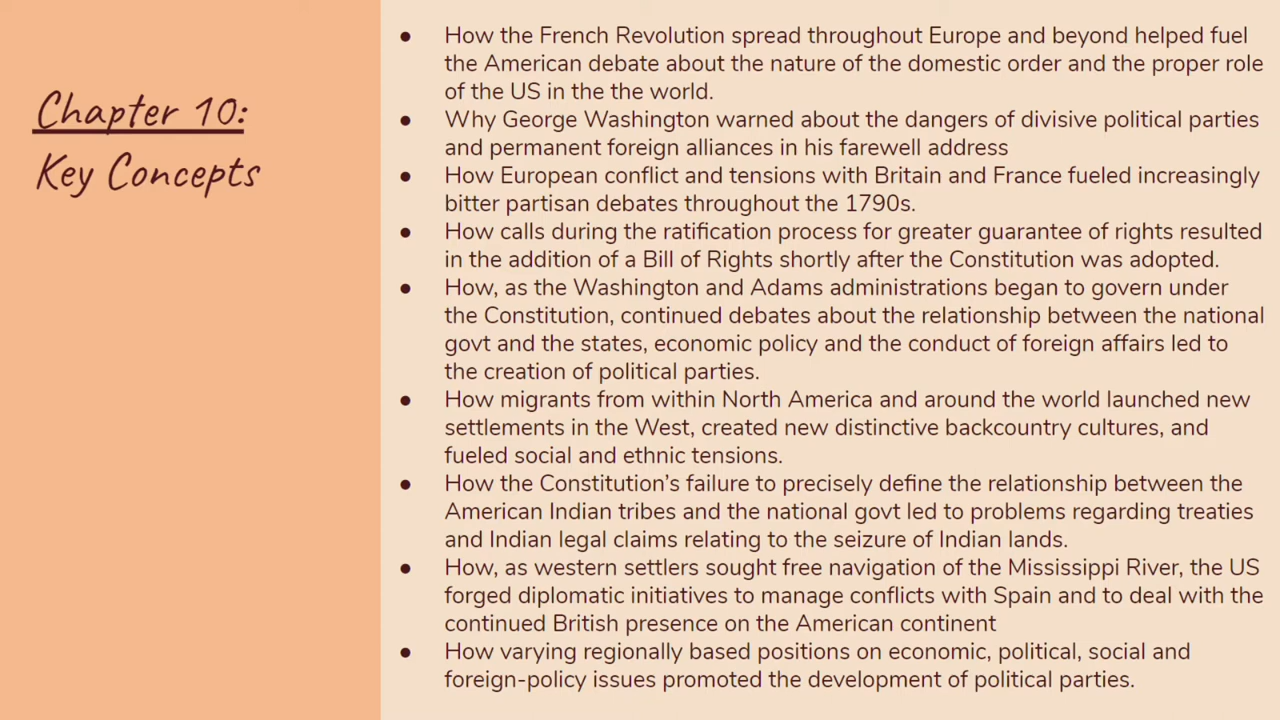 Chapter 10:
Key Concepts
● How the French Revolution spread throughout Europe and beyond helped fuel
the American debate about the nature of the domestic order and the proper role
of the US in the the world.
● Why George Washington warned about the dangers of divisive political parties
and permanent foreign alliances in his farewell address
● How European conflict and tensions with Britain and France fueled increasingly
bitter partisan debates throughout the 1790s.
● How calls during the ratification process for greater guarantee of rights resulted
in the addition of a Bill of Rights shortly after the Constitution was adopted.
● How, as the Washington and Adams administrations began to govern under
the Constitution, continued debates about the relationship between the national
govt and the states, economic policy and the conduct of foreign affairs led to
the creation of political parties.
● How migrants from within North America and around the world launched new
settlements in the West, created new distinctive backcountry cultures, and
fueled social and ethnic tensions.
● How the Constitution’s failure to precisely define the relationship between the
American Indian tribes and the national govt led to problems regarding treaties
and Indian legal claims relating to the seizure of Indian lands.
● How, as western settlers sought free navigation of the Mississippi River, the US
forged diplomatic initiatives to manage conflicts with Spain and to deal with the
continued British presence on the American continent
● How varying regionally based positions on economic, political, social and
foreign-policy issues promoted the development of political parties.